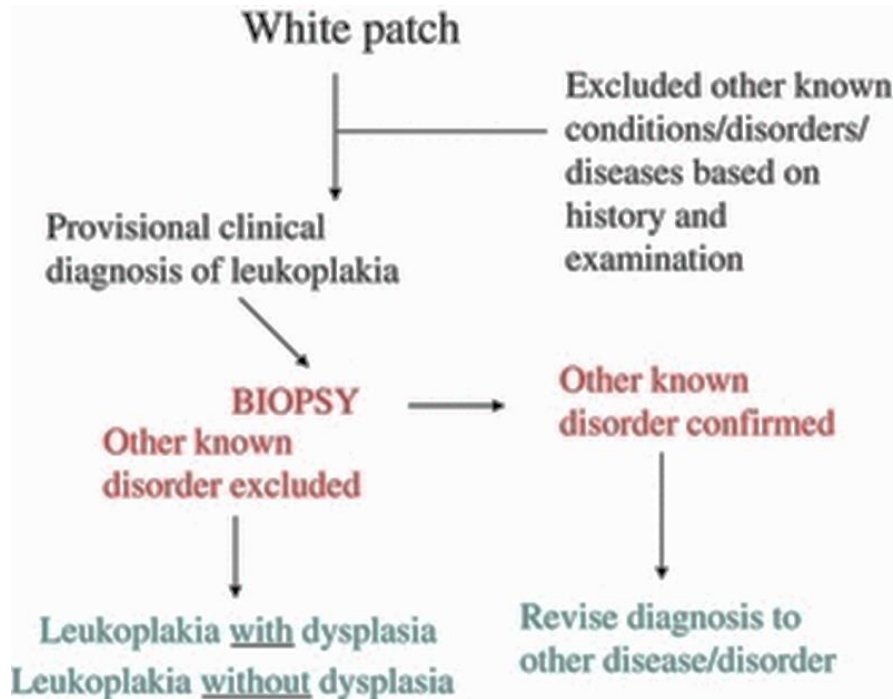 White patch
Excluded other known
conditions/disorders/
diseases based on
history and
examination
Provisional clinical
diagnosis of leukoplakia
BIOPSY
Other known
disorder excluded
Other known
disorder confirmed
Leukoplakia with dysplasia
Leukoplakia without dysplasia
Revise diagnosis to
other disease/disorder